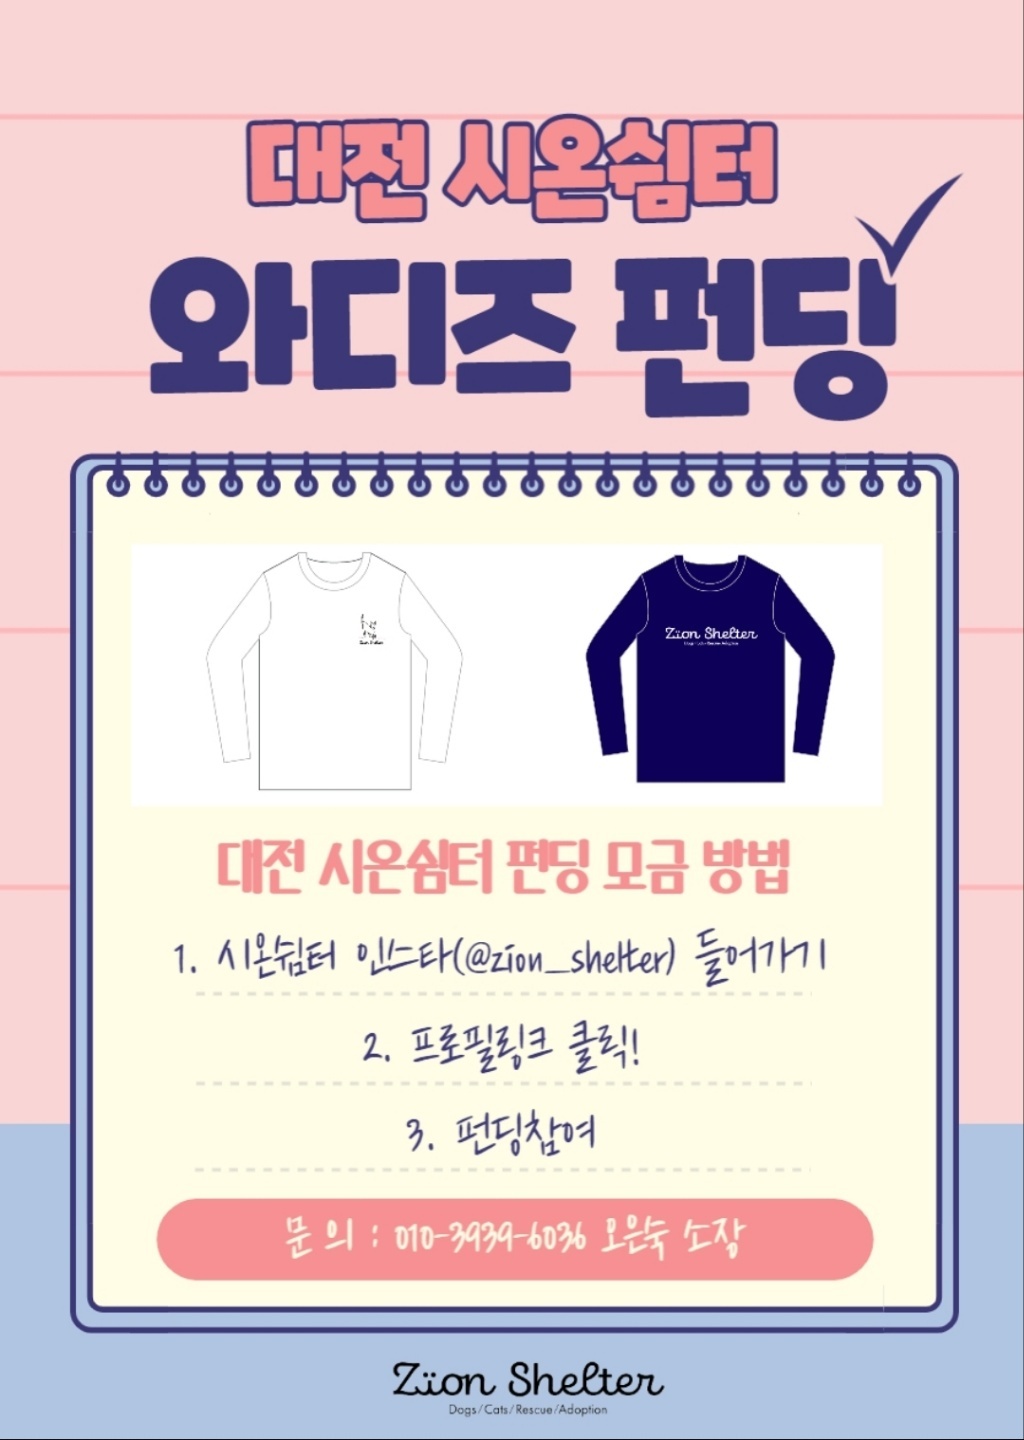 대전 시온쉼터
와디즈 펀딩
Zion Shelter
Zion Shelter
대전 시온쉼터 펀딩 모금 방법
1. 시온쉼터 인스타(@zion_shelter) 들어가기
2. 프로필링크 클릭!
3. 펀딩참여
문 의 : 010-3939-6036 오은숙 소장
Zion Shelter
Dogs/Cats/Rescue/Adoption